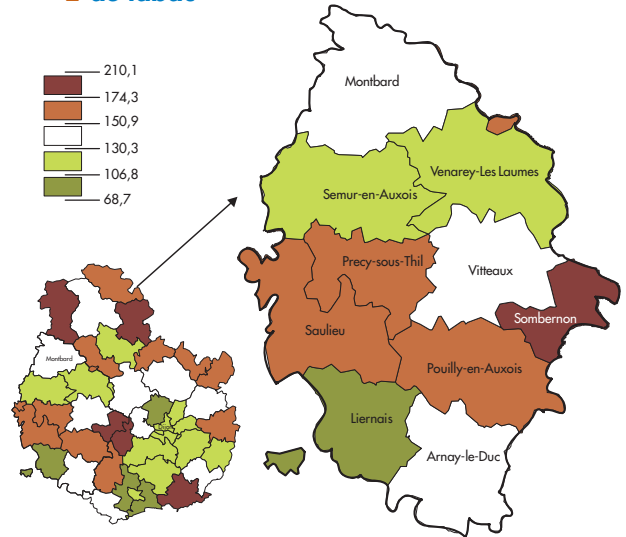 de tabac
210,1
174,3
150,9
130,3
106,8
68,7
Montbard
Venarey-Les Laumes
Semur-en-Auxois
Precy-sous-Thil
Vitteaux
Sombernon
Saulieu
Pouilly-en-Auxois
Liernais
Arnay-le-Duc
Montbard